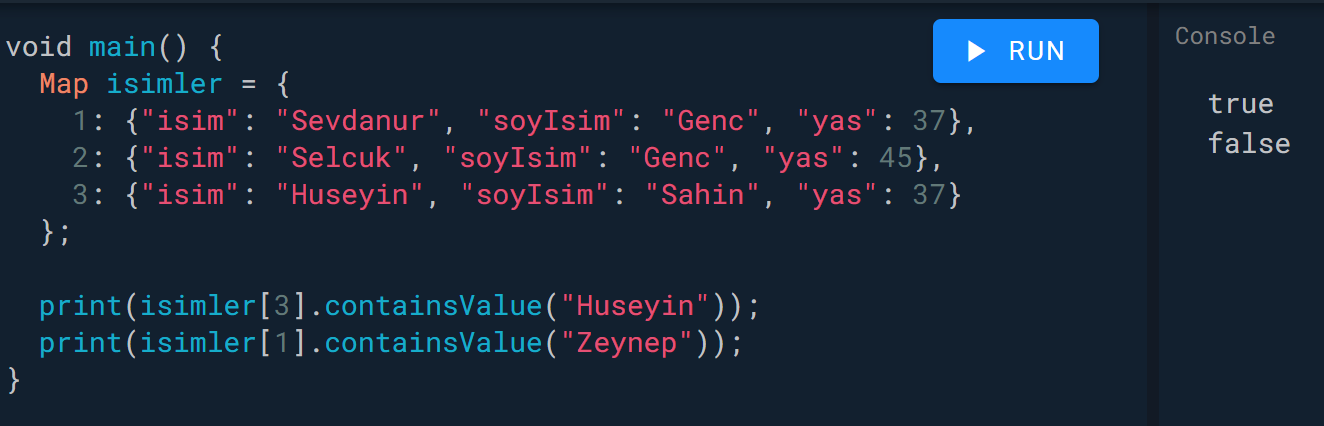 void main() {
  Map isimler = {
    1: {"isim": "Sevdanur", "soyIsim": "Genc", "yas": 37},
    2: {"isim": "Selcuk", "soyIsim": "Genc", "yas": 45},
    3: {"isim": "Huseyin", "soyIsim": "Sahin", "yas": 37}
  };
  print(isimler[3].containsValue("Huseyin"));
  print(isimler[1].containsValue("Zeynep"));
}
RUN
Console
true
false